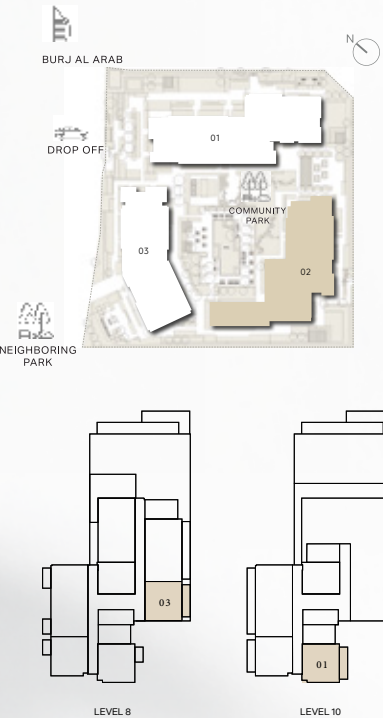 N
BURJ AL ARAB
DROP OFF
01
COMMUNITY
PARK
03
02
NEIGHBORING
PARK
03
01
LEVEL 8
LEVEL 10